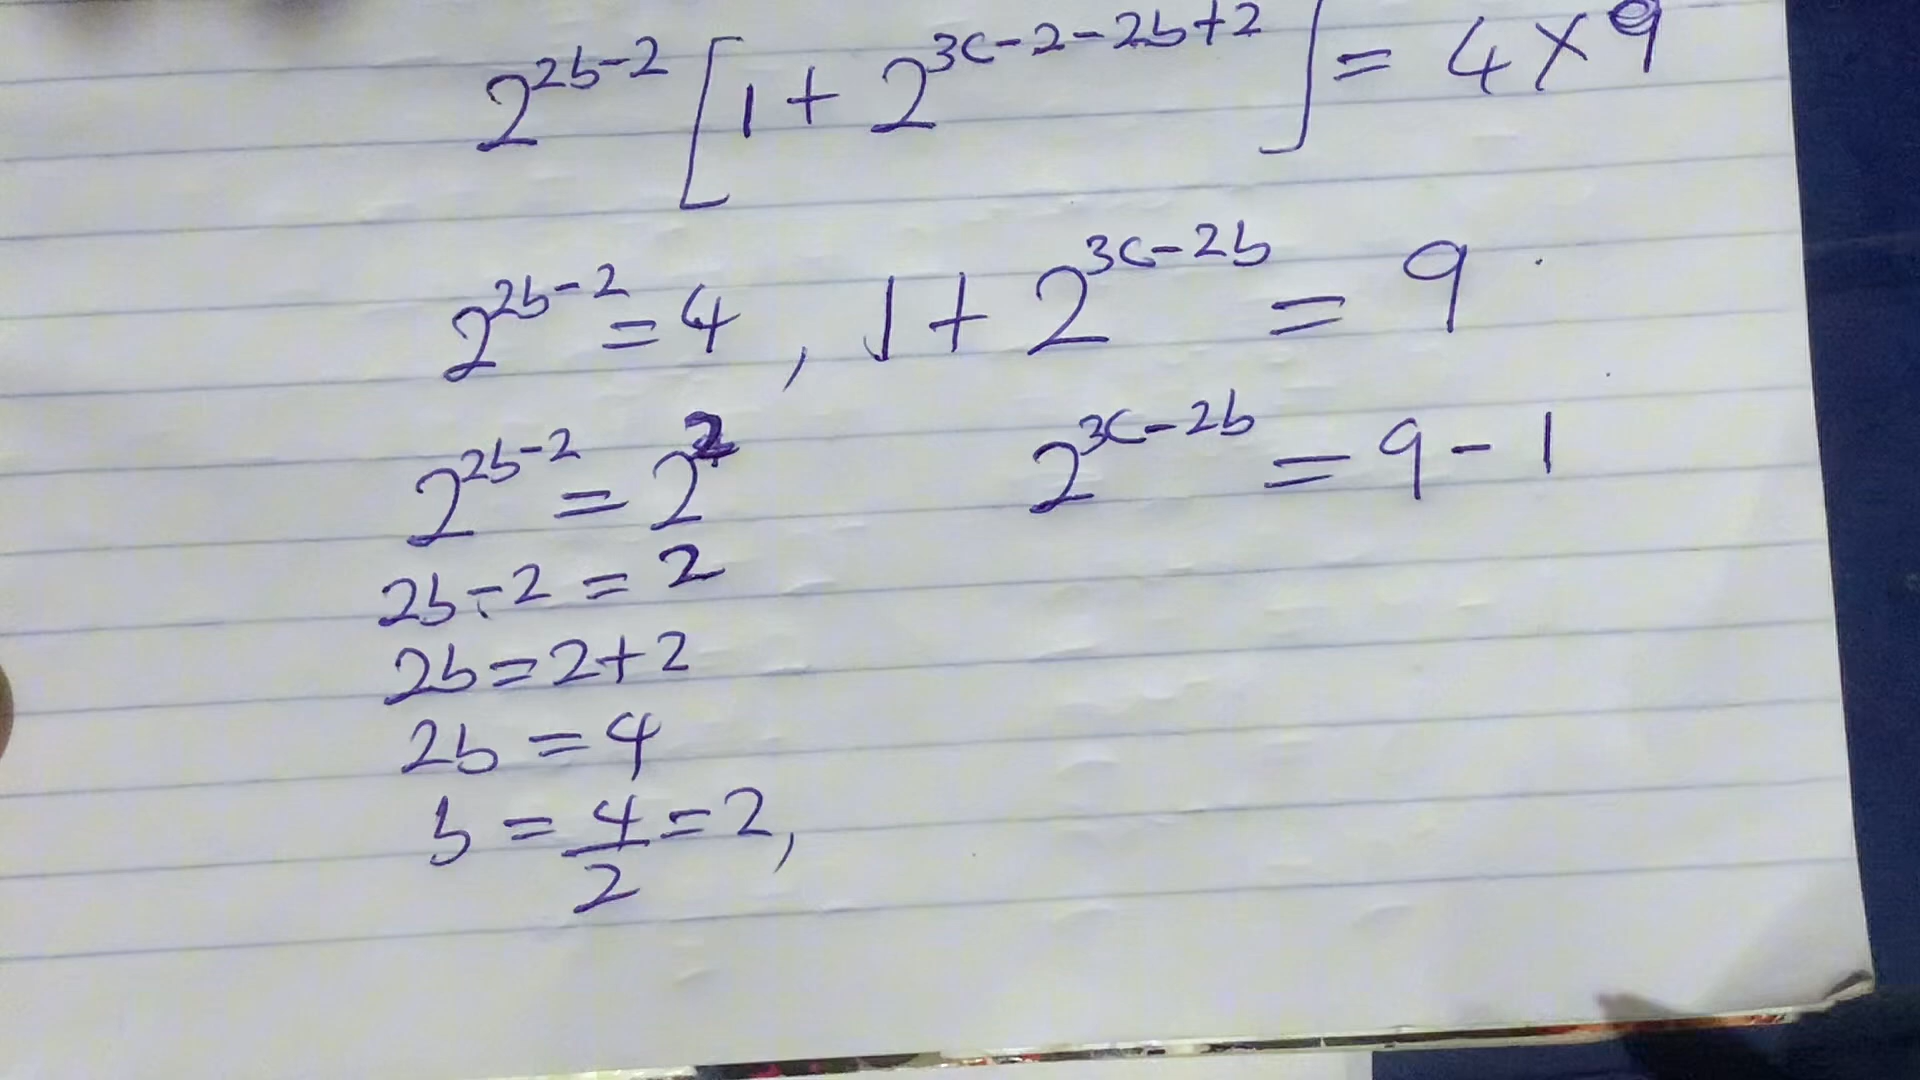 2^{2b-2} [1 + 2^{3c-2-2b+2}] = 4 × 9
2^{2b-2} = 4 , 1 + 2^{3c-2b} = 9
2^{2b-2} = 2^2 2^{3c-2b} = 9 - 1
2b - 2 = 2
2b = 2 + 2
2b = 4
b = 4/2 = 2,